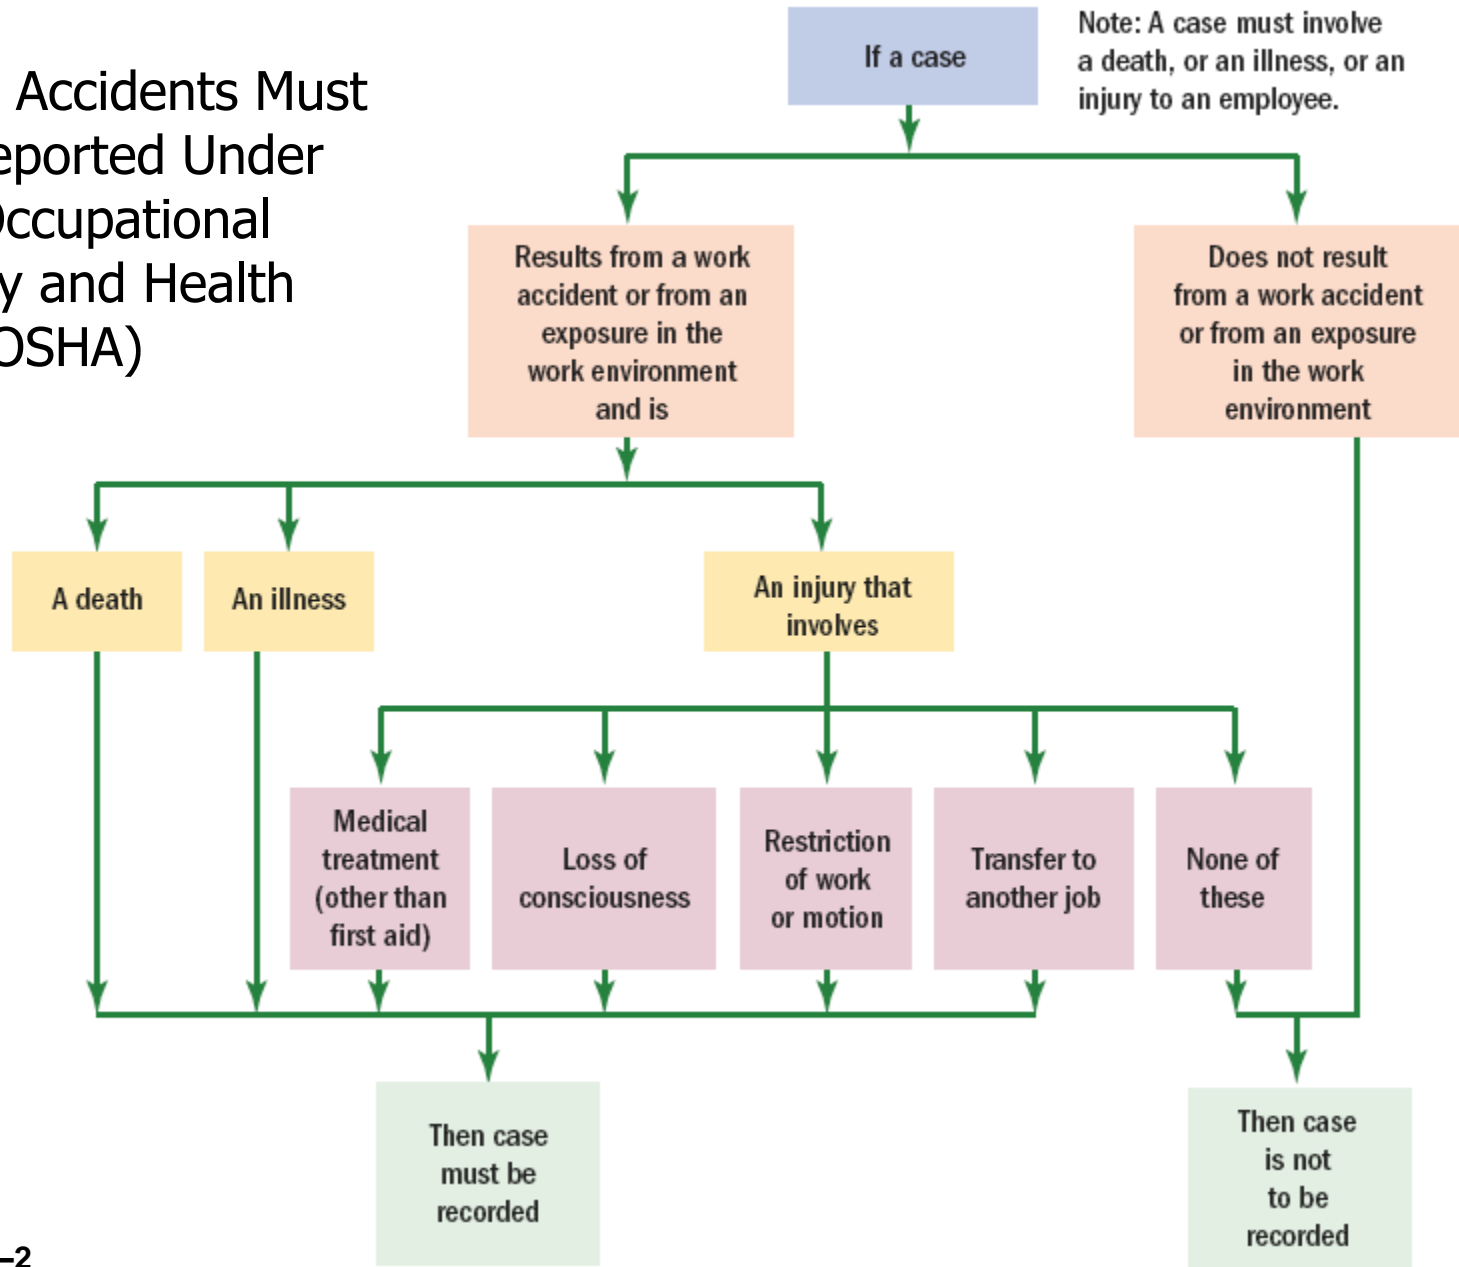 Accidents Must
eported Under
Occupational
y and Health
OSHA)
If a case
Note: A case must involve
a death, or an illness, or an
injury to an employee.
Results from a work
accident or from an
exposure in the
work environment
and is
Does not result
from a work accident
or from an exposure
in the work
environment
A death
An illness
An injury that
involves
Medical
treatment
(other than
first aid)
Loss of
consciousness
Restriction
of work
or motion
Transfer to
another job
None of
these
Then case
must be
recorded
Then case
is not
to be
recorded
–2